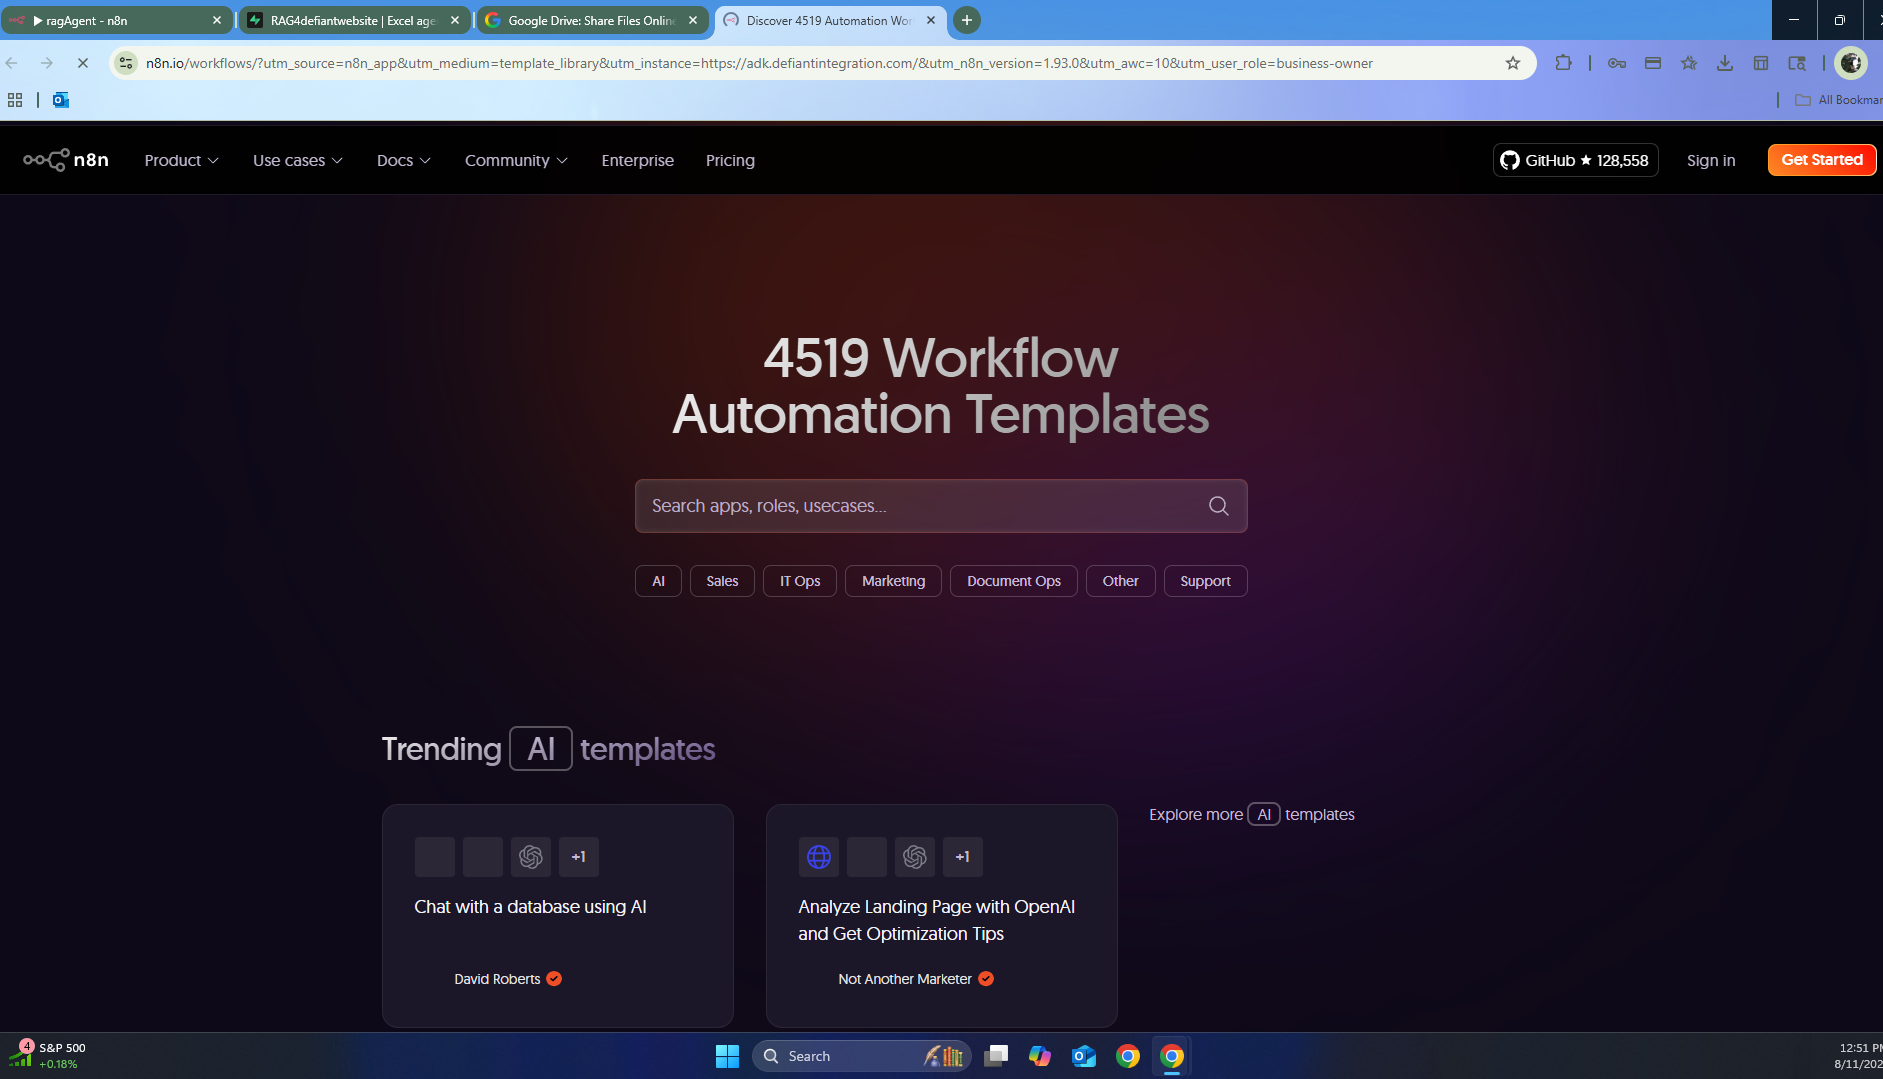 ragAgent - n8n
RAG4defiantwebsite | Excel age
Google Drive: Share Files Online
Discover 4519 Automation Wor
n8n.io/workflows/?utm_source=n8n_app&utm_medium=template_library&utm_instance=https://adk.defiantintegration.com/&utm_n8n_version=1.93.0&utm_awc=10&utm_user_role=business-owner
All Bookmar
n8n
Product
Use cases
Docs
Community
Enterprise
Pricing
GitHub ★ 128,558
Sign in
Get Started
4519 Workflow
Automation Templates
Search apps, roles, usecases...
AI
Sales
IT Ops
Marketing
Document Ops
Other
Support
Trending AI templates
+1
Chat with a database using AI
David Roberts
+1
Analyze Landing Page with OpenAI
and Get Optimization Tips
Not Another Marketer
Explore more AI templates
4
S&P 500
+0.18%
Search
12:51 PM
8/11/202